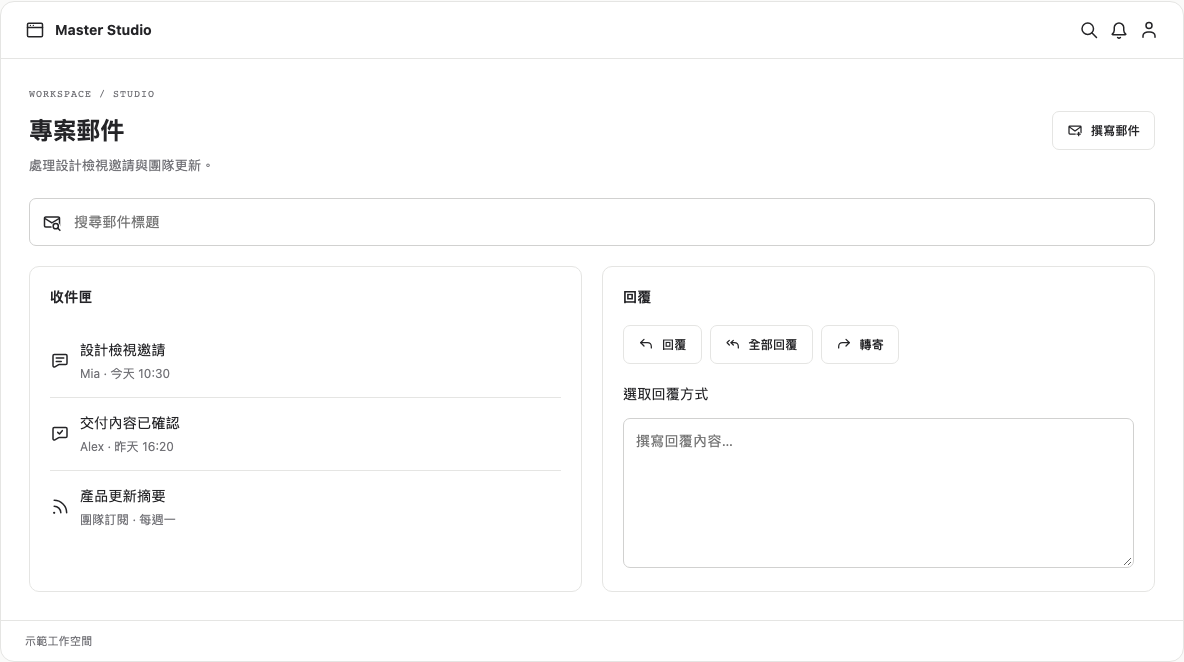 Master Studio
WORKSPACE / STUDIO
專案郵件
撰寫郵件
處理設計檢視邀請與團隊更新。
搜尋郵件標題
收件匣
設計檢視邀請
Mia · 今天 10:30
交付內容已確認
Alex · 昨天 16:20
產品更新摘要
團隊訂閱 · 每週一
回覆
回覆
全部回覆
轉寄
選取回覆方式
撰寫回覆內容...
示範工作空間